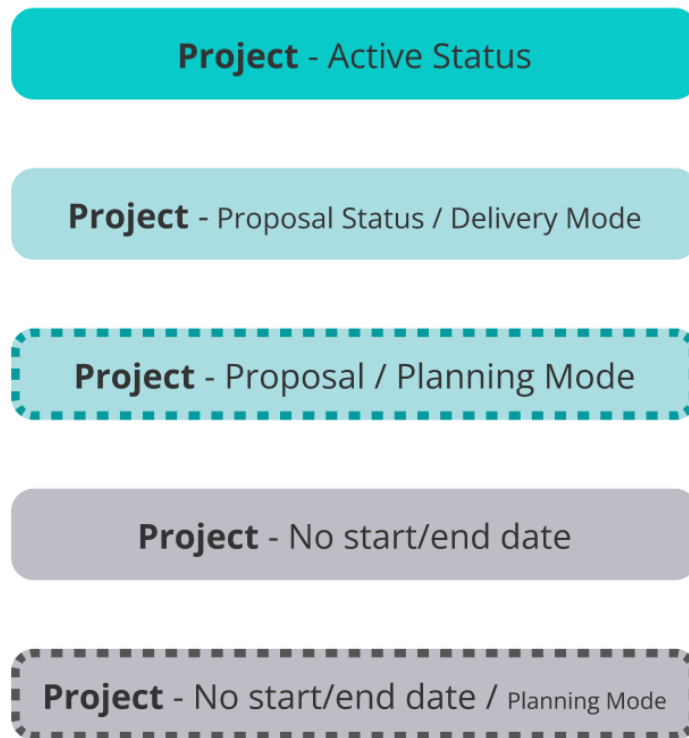 Project - Active Status
Project - Proposal Status / Delivery Mode
Project - Proposal / Planning Mode
Project - No start/end date
Project - No start/end date / Planning Mode